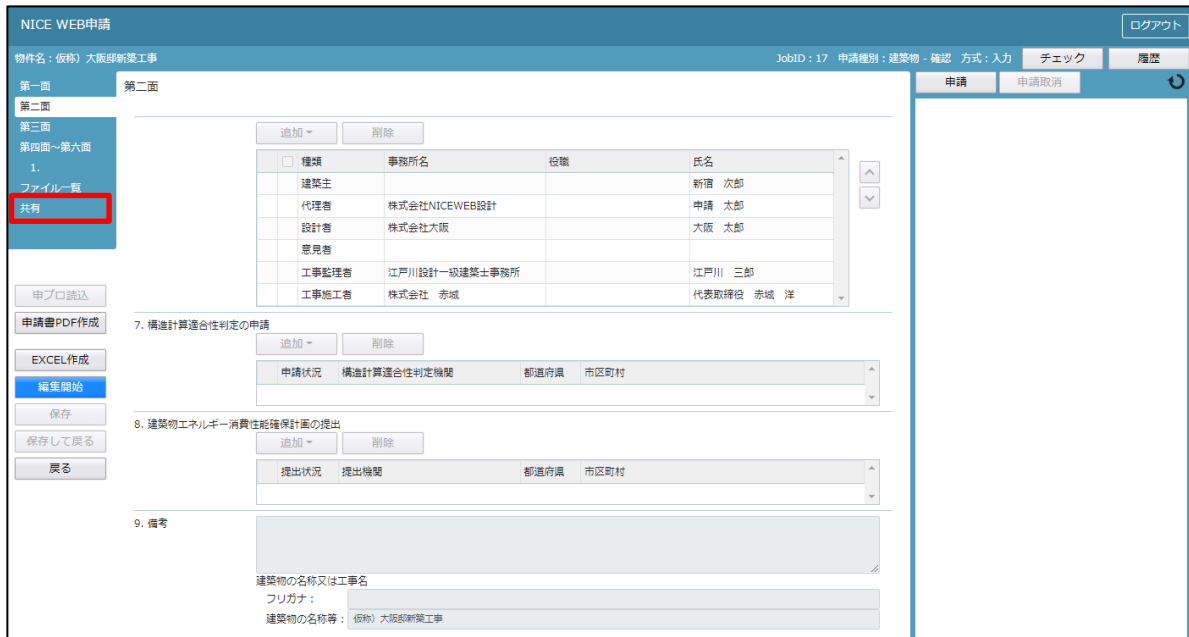 NICE WEB申請
ログアウト
物件名：仮称）大阪邸新築工事
JobID：17 申請種別：建築物 - 確認 方式：入力
チェック
履歴
第一面
第二面
第三面
第四面～第六面
1.
ファイル一覧
共有
申プロ読込
申請書PDF作成
EXCEL作成
編集開始
保存
保存して戻る
戻る
第二面
追加 削除
種類 事務所名 役職 氏名
建築主 新宿 次郎
代理者 株式会社NICEWEB設計 申請 太郎
設計者 株式会社大阪 大阪 太郎
意見者
工事監理者 江戸川設計一級建築士事務所 江戸川 三郎
工事施工者 株式会社 赤城 代表取締役 赤城 洋
7. 構造計算適合性判定の申請
追加 削除
申請状況 構造計算適合性判定機関 都道府県 市区町村
8. 建築物エネルギー消費性能確保計画の提出
追加 削除
提出状況 提出機関 都道府県 市区町村
9. 備考
建築物の名称又は工事名
フリガナ：
建築物の名称等： 仮称）大阪邸新築工事
申請 申請取消